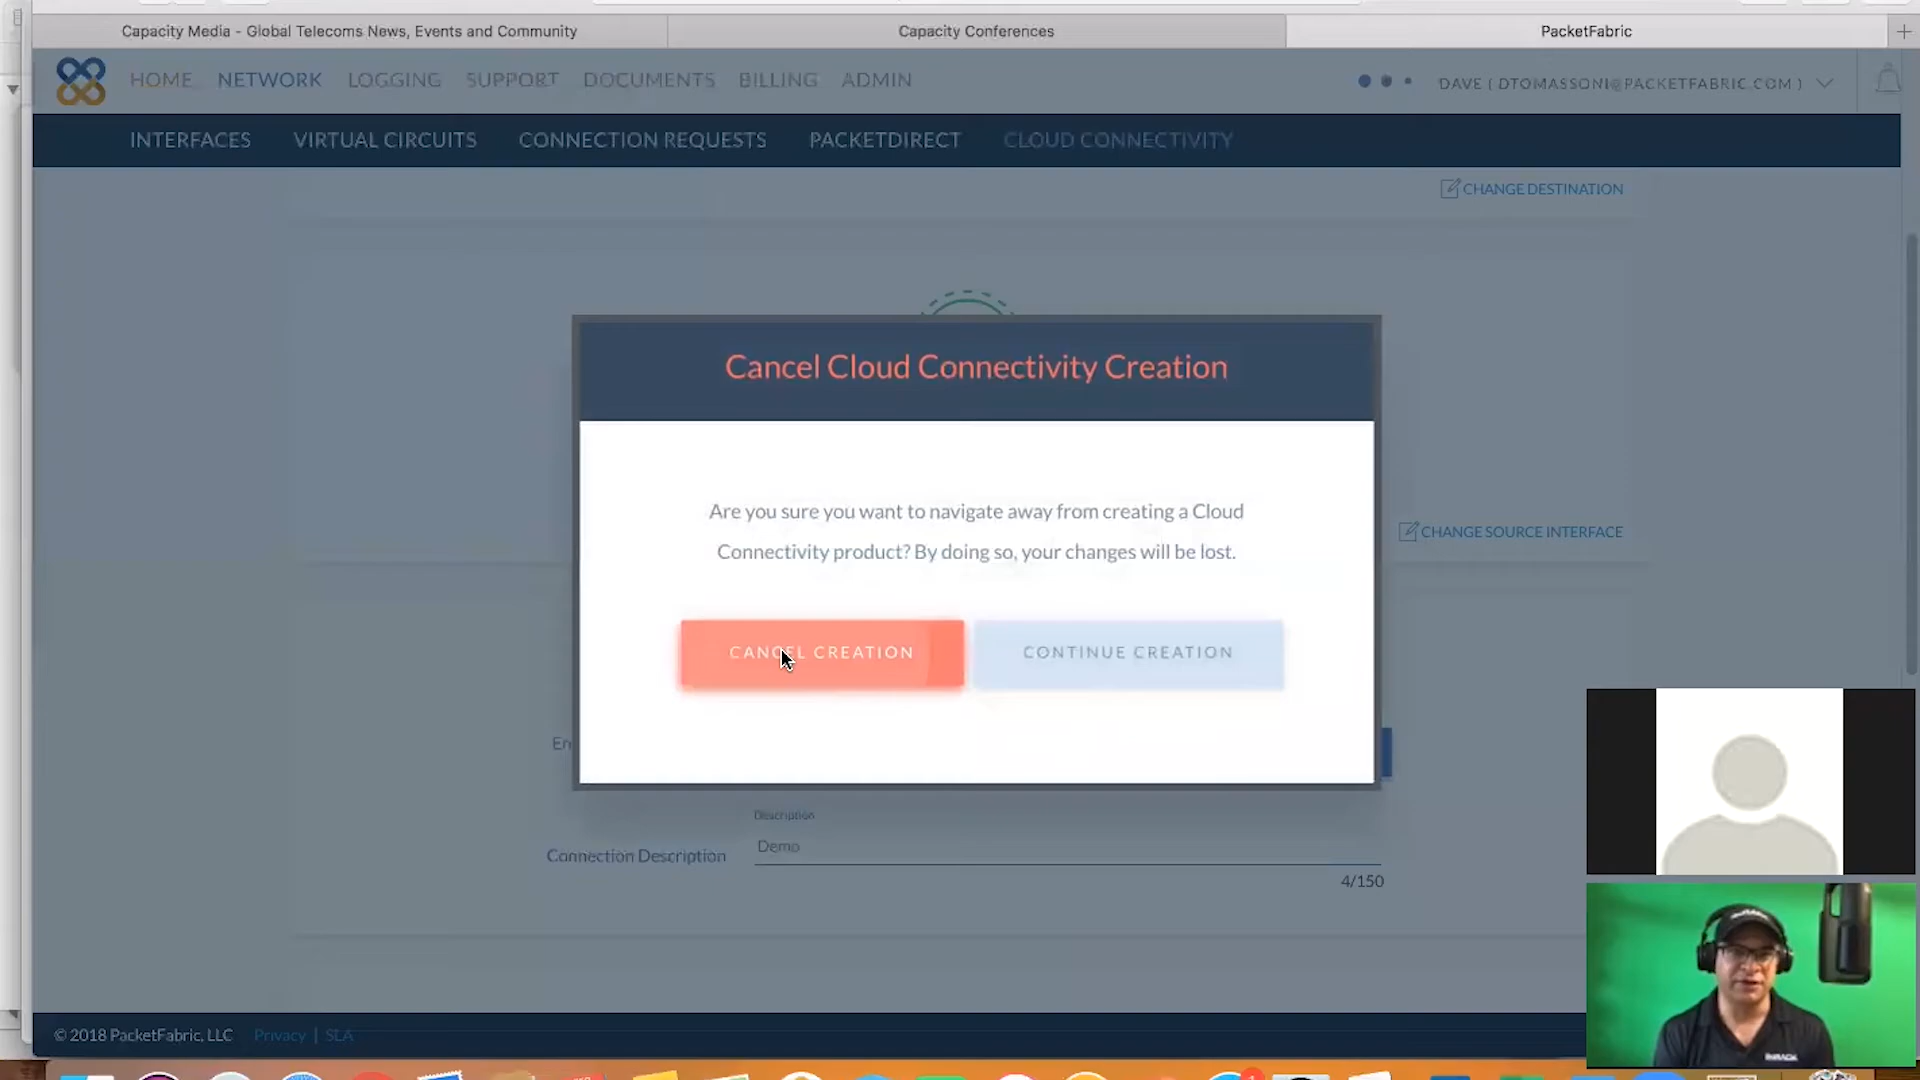 Capacity Media - Global Telecoms News, Events and Community
Capacity Conferences
PacketFabric
HOME NETWORK LOGGING SUPPORT DOCUMENTS BILLING ADMIN
DAVE ( DTOMASSONI@PACKETFABRIC.COM )
INTERFACES VIRTUAL CIRCUITS CONNECTION REQUESTS PACKETDIRECT CLOUD CONNECTIVITY
CHANGE DESTINATION
Cancel Cloud Connectivity Creation
Are you sure you want to navigate away from creating a Cloud
Connectivity product? By doing so, your changes will be lost.
CHANGE SOURCE INTERFACE
CANCEL CREATION CONTINUE CREATION
Description
Connection Description
Demo
4/150
© 2018 PacketFabric, LLC Privacy | SLA